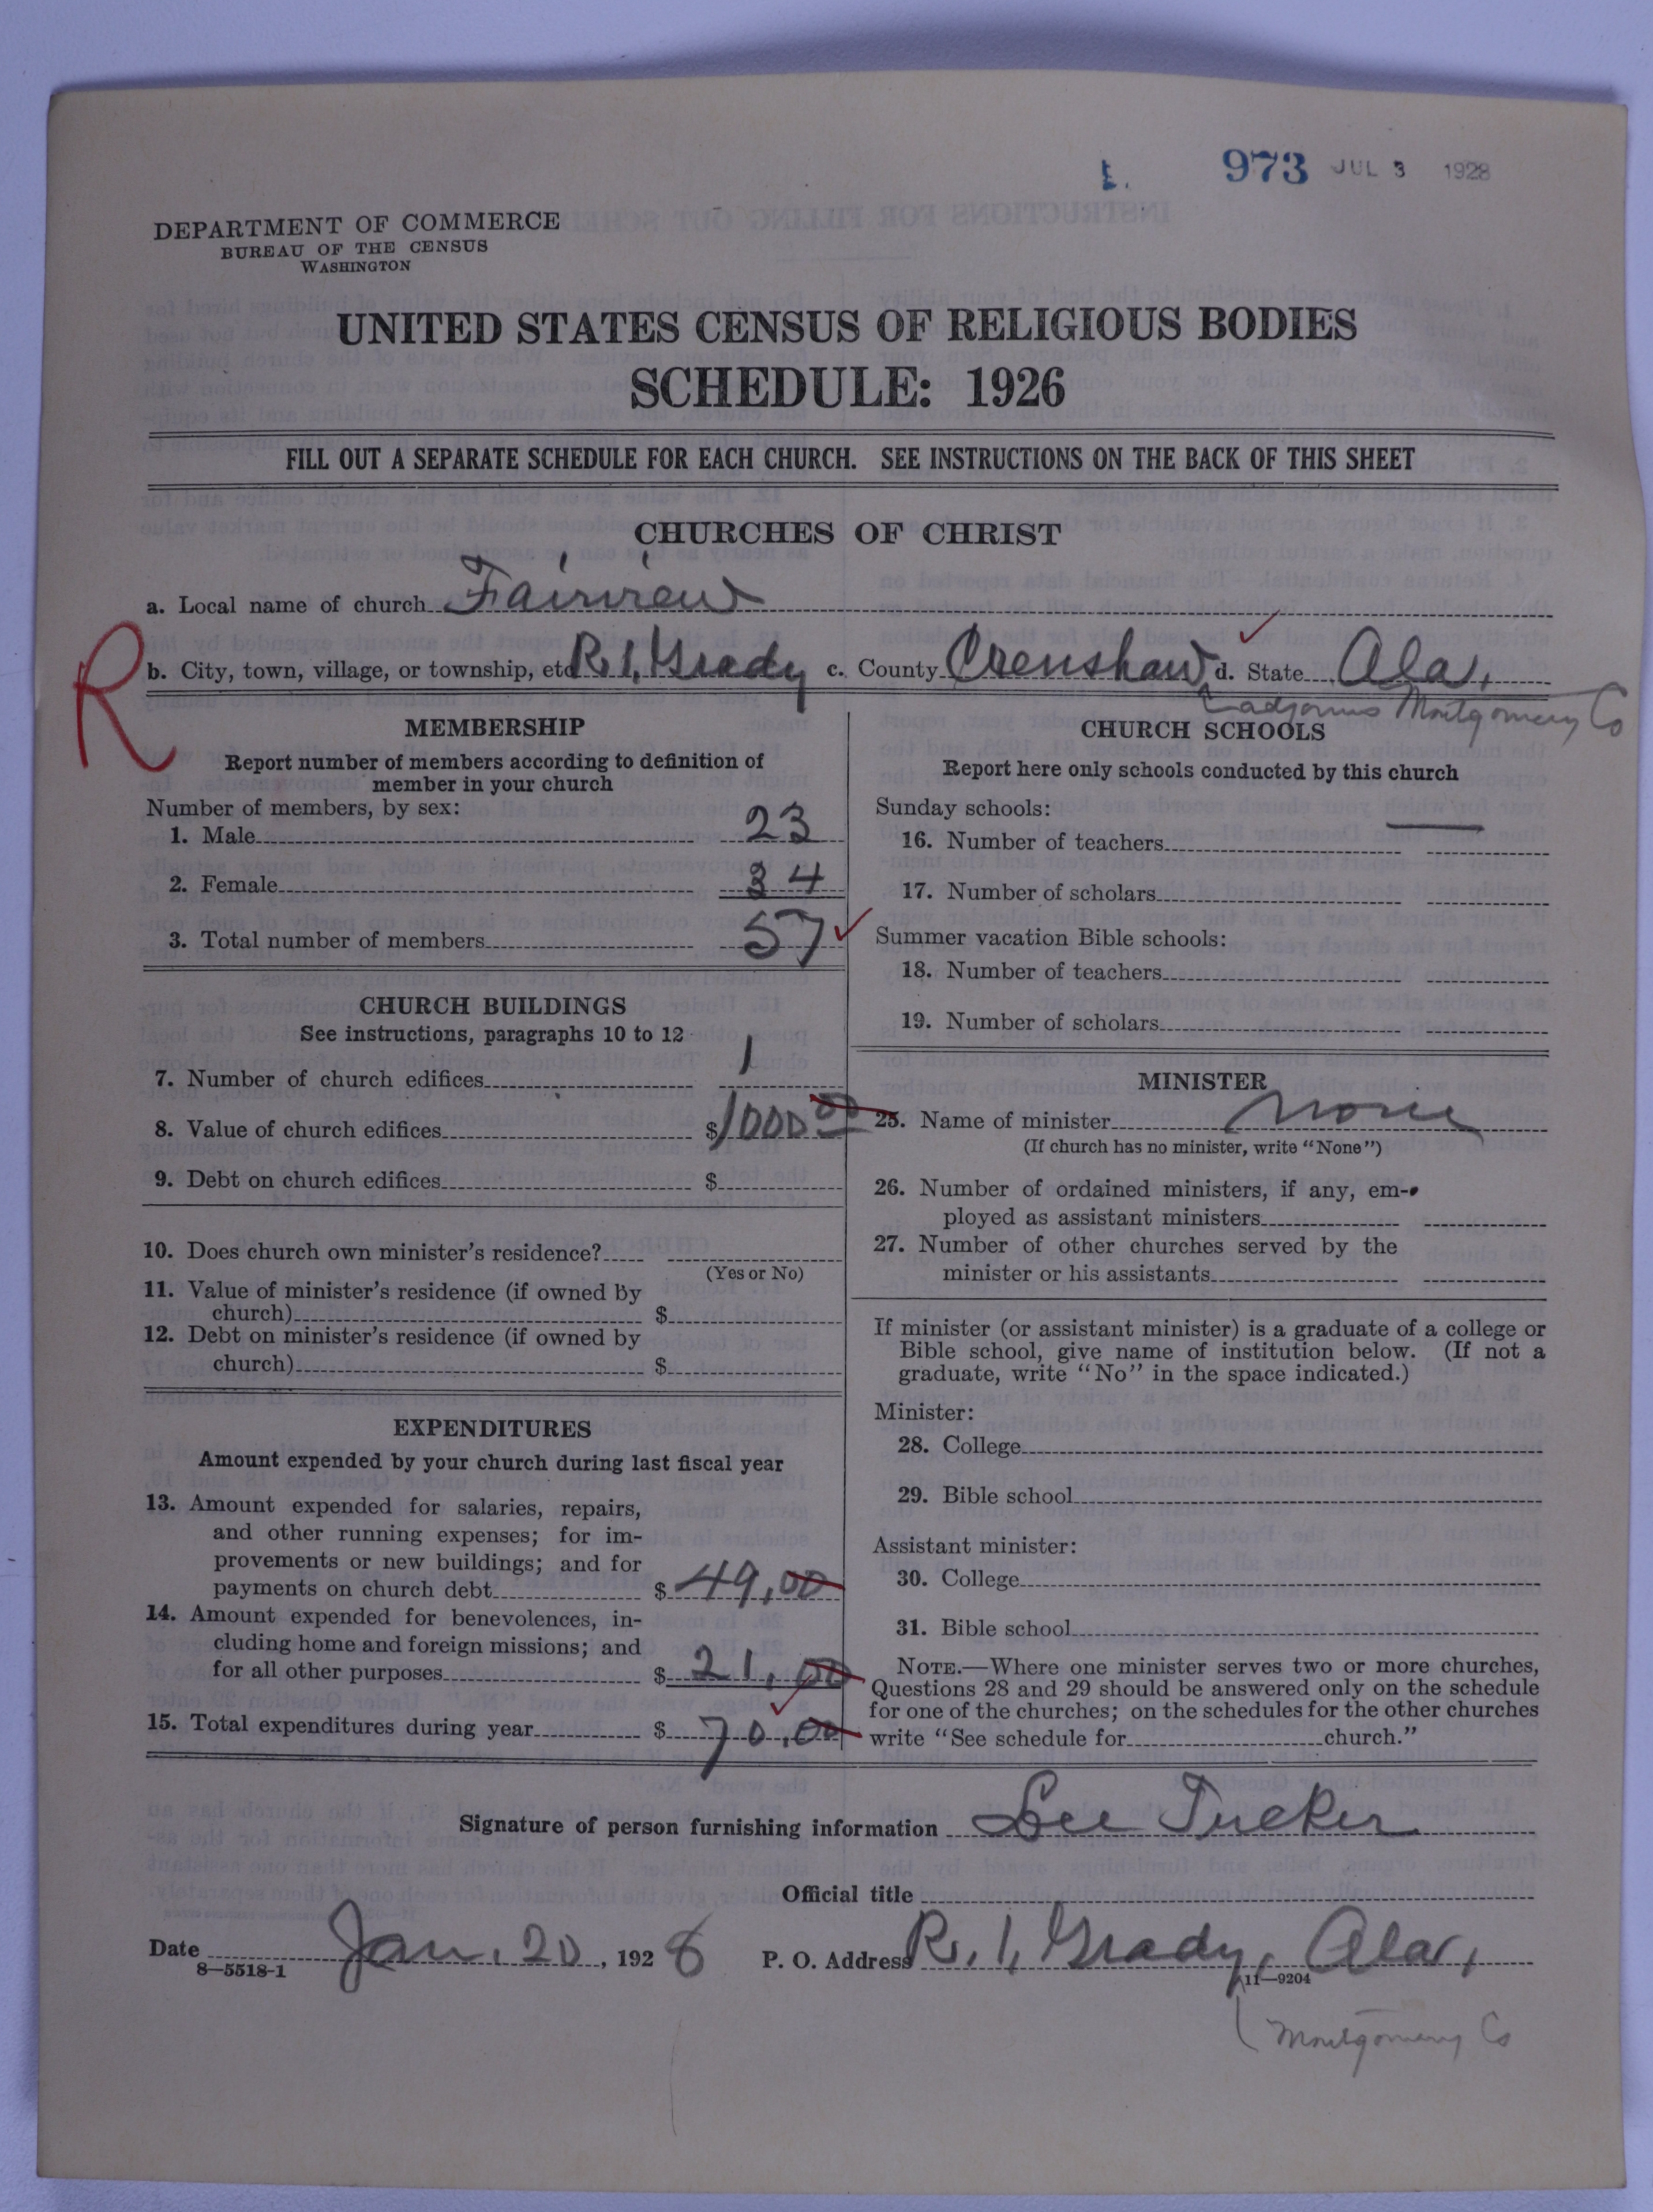 E. 973 JUL 3 1928
DEPARTMENT OF COMMERCE
BUREAU OF THE CENSUS
WASHINGTON
UNITED STATES CENSUS OF RELIGIOUS BODIES
SCHEDULE: 1926
FILL OUT A SEPARATE SCHEDULE FOR EACH CHURCH. SEE INSTRUCTIONS ON THE BACK OF THIS SHEET
CHURCHES OF CHRIST
a. Local name of church Fairview
R
b. City, town, village, or township, etc R. 1, Grady c. County Crenshaw d. State Ala.
adjoins Montgomery Co
MEMBERSHIP
Report number of members according to definition of
member in your church
Number of members, by sex:
1. Male 23
2. Female 34
3. Total number of members 57
CHURCH BUILDINGS
See instructions, paragraphs 10 to 12
7. Number of church edifices 1
8. Value of church edifices $1000 00
9. Debt on church edifices $
10. Does church own minister's residence?
(Yes or No)
11. Value of minister's residence (if owned by
church) $
12. Debt on minister's residence (if owned by
church) $
EXPENDITURES
Amount expended by your church during last fiscal year
13. Amount expended for salaries, repairs,
and other running expenses; for im-
provements or new buildings; and for
payments on church debt $ 49,00
14. Amount expended for benevolences, in-
cluding home and foreign missions; and
for all other purposes $ 21,00
15. Total expenditures during year $ 70,00
CHURCH SCHOOLS
Report here only schools conducted by this church
Sunday schools:
16. Number of teachers
17. Number of scholars
Summer vacation Bible schools:
18. Number of teachers
19. Number of scholars
MINISTER
25. Name of minister None
(If church has no minister, write "None")
26. Number of ordained ministers, if any, em-
ployed as assistant ministers
27. Number of other churches served by the
minister or his assistants
If minister (or assistant minister) is a graduate of a college or
Bible school, give name of institution below. (If not a
graduate, write "No" in the space indicated.)
Minister:
28. College
29. Bible school
Assistant minister:
30. College
31. Bible school
NOTE.—Where one minister serves two or more churches,
Questions 28 and 29 should be answered only on the schedule
for one of the churches; on the schedules for the other churches
write "See schedule for church."
Signature of person furnishing information Lee Tucker
Official title
Date Jan. 20, 1928 P. O. Address R. 1, Grady, Ala.
8—5518-1 11—9204
Montgomery Co